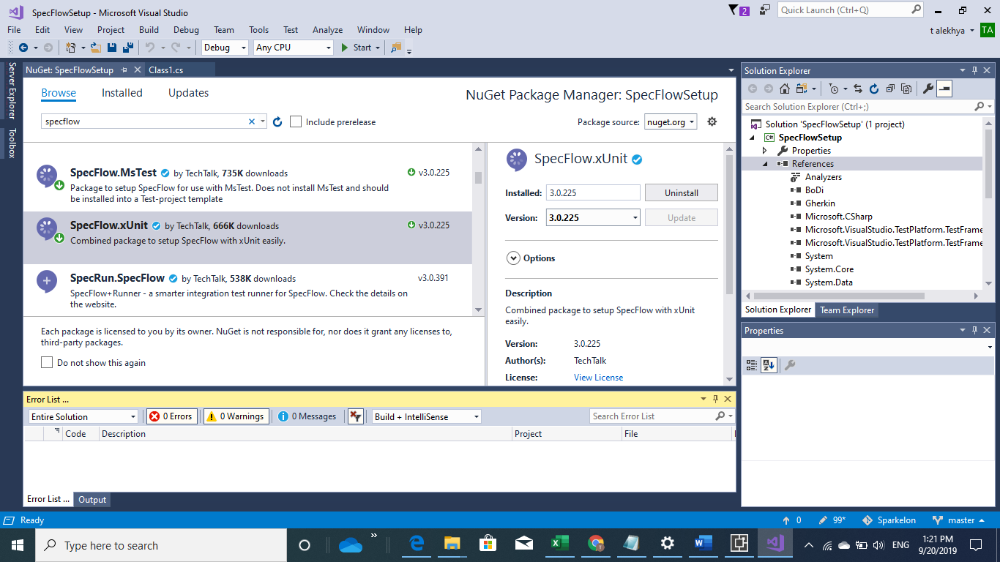 SpecFlowSetup - Microsoft Visual Studio
2
Quick Launch (Ctrl+Q)
File Edit View Project Build Debug Team Tools Test Analyze Window Help
t alekhya TA
Debug Any CPU Start
Server Explorer
Toolbox
NuGet: SpecFlowSetup Class1.cs
Browse Installed Updates
NuGet Package Manager: SpecFlowSetup
specflow
Include prerelease
Package source: nuget.org
SpecFlow.MsTest by TechTalk, 735K downloads v3.0.225
Package to setup SpecFlow for use with MsTest. Does not install MsTest and should
be installed into a Test-project template
SpecFlow.xUnit by TechTalk, 666K downloads v3.0.225
Combined package to setup SpecFlow with xUnit easily.
SpecRun.SpecFlow by TechTalk, 538K downloads v3.0.391
SpecFlow+Runner - a smarter integration test runner for SpecFlow. Check the details on
the website.
Each package is licensed to you by its owner. NuGet is not responsible for, nor does it grant any licenses to,
third-party packages.
Do not show this again
SpecFlow.xUnit
Installed: 3.0.225 Uninstall
Version: 3.0.225 Update
Options
Description
Combined package to setup SpecFlow with xUnit
easily.
Version: 3.0.225
Author(s): TechTalk
License: View License
Solution Explorer
Search Solution Explorer (Ctrl+;)
Solution 'SpecFlowSetup' (1 project)
C# SpecFlowSetup
Properties
References
Analyzers
BoDi
Gherkin
Microsoft.CSharp
Microsoft.VisualStudio.TestPlatform.TestFrame
Microsoft.VisualStudio.TestPlatform.TestFrame
System
System.Core
System.Data
Solution Explorer Team Explorer
Properties
Error List ...
Entire Solution 0 Errors 0 Warnings 0 Messages Build + IntelliSense Search Error List
Code Description Project File
Error List ... Output
Ready 0 99* Sparkelon master
Type here to search
ENG
1:21 PM
9/20/2019